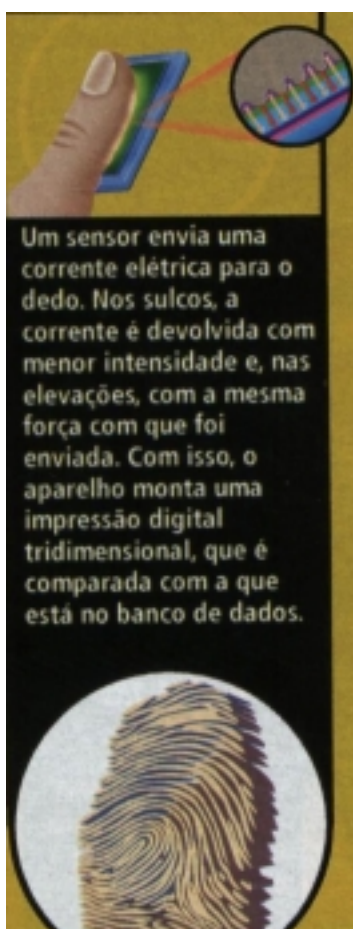 Um sensor envia uma
corrente elétrica para o
dedo. Nos sulcos, a
corrente é devolvida com
menor intensidade e, nas
elevações, com a mesma
força com que foi
enviada. Com isso, o
aparelho monta uma
impressão digital
tridimensional, que é
comparada com a que
está no banco de dados.